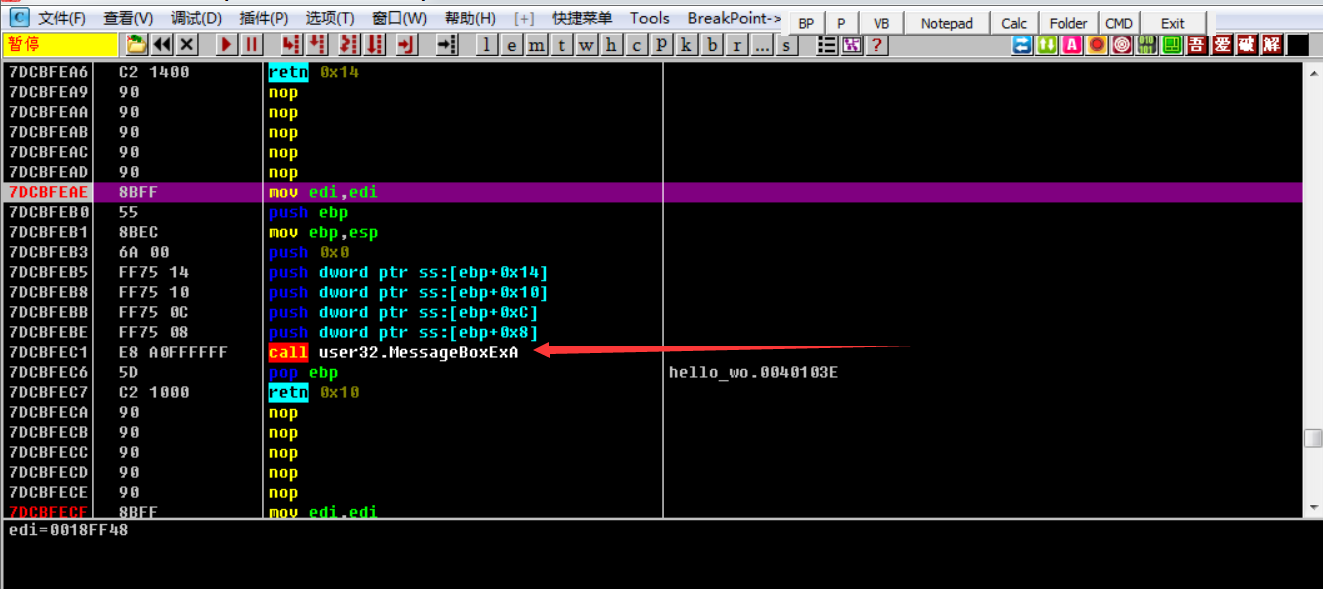 C 文件(F) 查看(V) 调试(D) 插件(P) 选项(T) 窗口(W) 帮助(H) [+] 快捷菜单 Tools BreakPoint-> BP P VB Notepad Calc Folder CMD Exit
暂停 l e m t w h c P k b r ... s ? A 吾 爱 破 解
7DCBFEA6 C2 1400 retn 0x14
7DCBFEA9 90 nop
7DCBFEAA 90 nop
7DCBFEAB 90 nop
7DCBFEAC 90 nop
7DCBFEAD 90 nop
7DCBFEAE 8BFF mov edi,edi
7DCBFEB0 55 push ebp
7DCBFEB1 8BEC mov ebp,esp
7DCBFEB3 6A 00 push 0x0
7DCBFEB5 FF75 14 push dword ptr ss:[ebp+0x14]
7DCBFEB8 FF75 10 push dword ptr ss:[ebp+0x10]
7DCBFEBB FF75 0C push dword ptr ss:[ebp+0xC]
7DCBFEBE FF75 08 push dword ptr ss:[ebp+0x8]
7DCBFEC1 E8 A0FFFFFF call user32.MessageBoxExA
7DCBFEC6 5D pop ebp hello_wo.0040103E
7DCBFEC7 C2 1000 retn 0x10
7DCBFECA 90 nop
7DCBFECB 90 nop
7DCBFECC 90 nop
7DCBFECD 90 nop
7DCBFECE 90 nop
7DCBFECF 8BFF mov edi,edi
edi=0018FF48